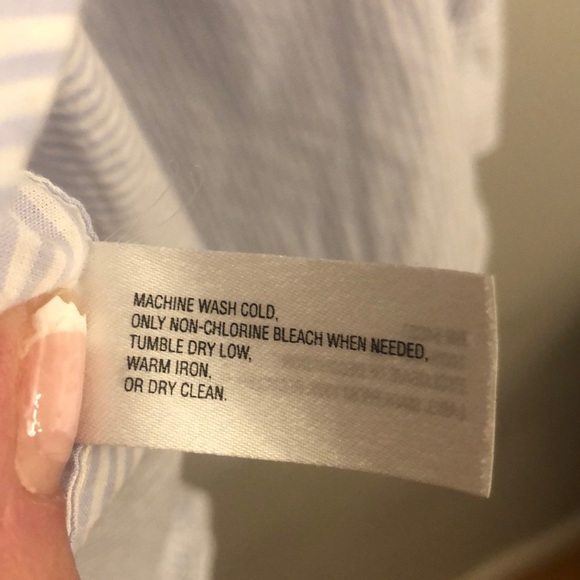 MACHINE WASH COLD,
ONLY NON-CHLORINE BLEACH WHEN NEEDED,
TUMBLE DRY LOW,
WARM IRON,
OR DRY CLEAN.